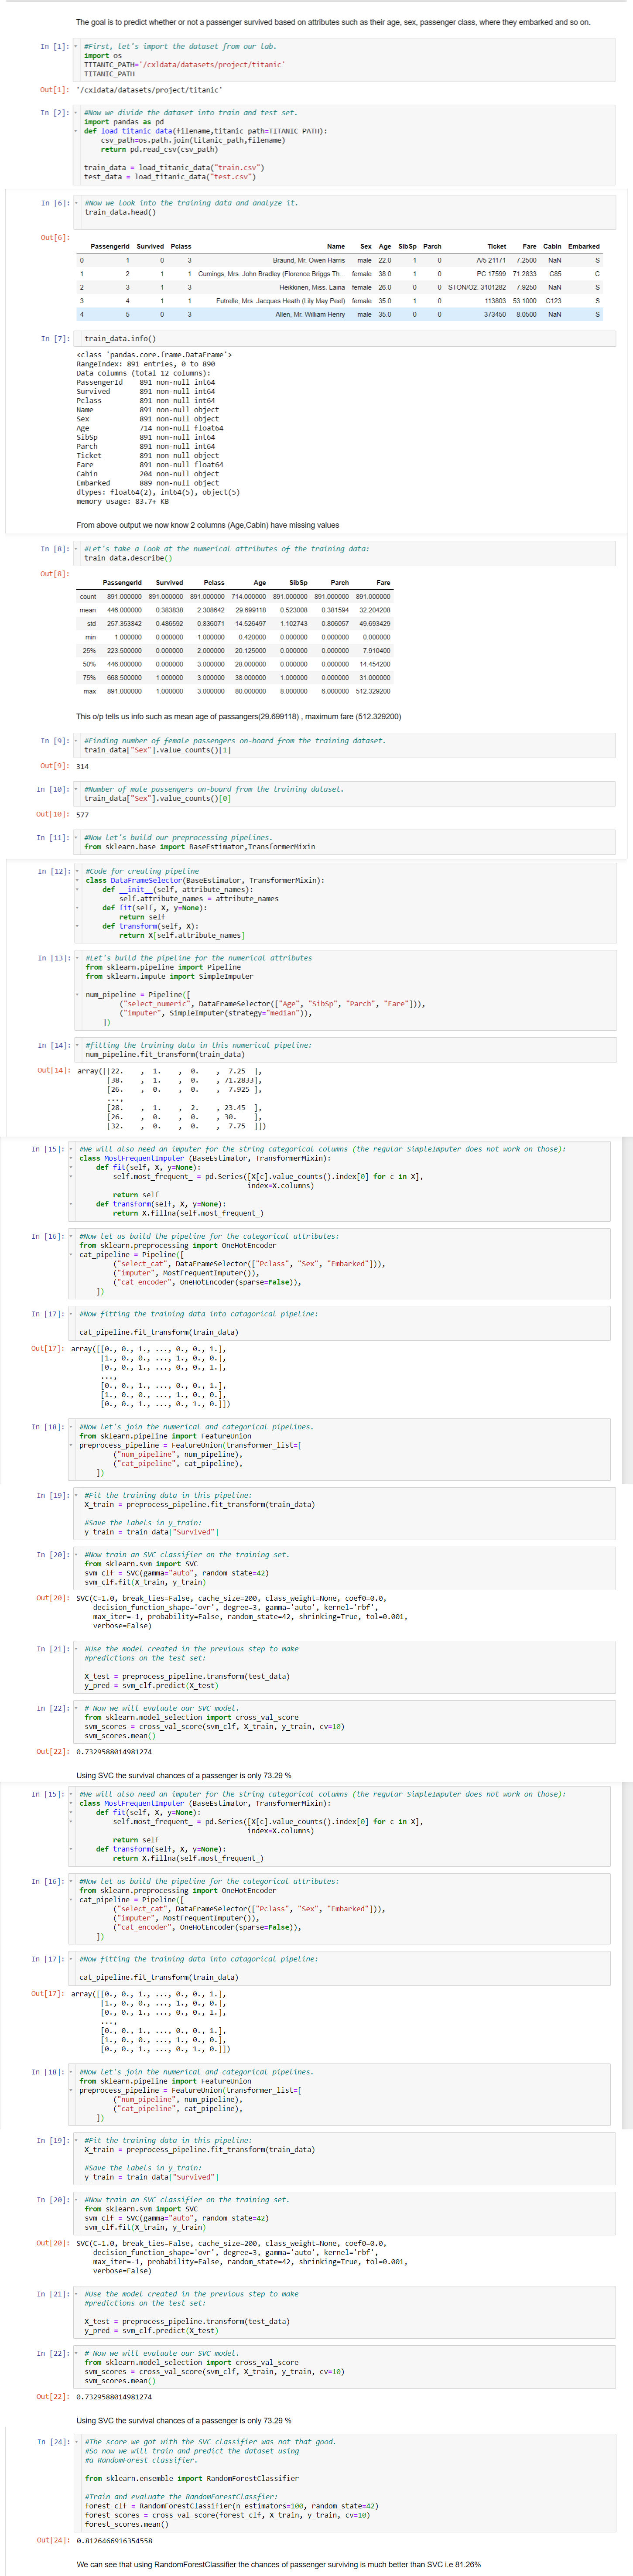 The goal is to predict whether or not a passenger survived based on attributes such as their age, sex, passenger class, where they embarked and so on.
In [1]: #First, let's import the dataset from our lab.
import os
TITANIC_PATH='/cxldata/datasets/project/titanic'
TITANIC_PATH
Out[1]: '/cxldata/datasets/project/titanic'
In [2]: #Now we divide the dataset into train and test set.
import pandas as pd
def load_titanic_data(filename,titanic_path=TITANIC_PATH):
    csv_path=os.path.join(titanic_path,filename)
    return pd.read_csv(csv_path)
train_data = load_titanic_data("train.csv")
test_data = load_titanic_data("test.csv")
In [6]: #Now we look into the training data and analyze it.
train_data.head()
Out[6]:
PassengerId Survived Pclass Name Sex Age SibSp Parch Ticket Fare Cabin Embarked
0 1 0 3 Braund, Mr. Owen Harris male 22.0 1 0 A/5 21171 7.2500 NaN S
1 2 1 1 Cumings, Mrs. John Bradley (Florence Briggs Th... female 38.0 1 0 PC 17599 71.2833 C85 C
2 3 1 3 Heikkinen, Miss. Laina female 26.0 0 0 STON/O2. 3101282 7.9250 NaN S
3 4 1 1 Futrelle, Mrs. Jacques Heath (Lily May Peel) female 35.0 1 0 113803 53.1000 C123 S
4 5 0 3 Allen, Mr. William Henry male 35.0 0 0 373450 8.0500 NaN S
In [7]: train_data.info()
<class 'pandas.core.frame.DataFrame'>
RangeIndex: 891 entries, 0 to 890
Data columns (total 12 columns):
PassengerId    891 non-null int64
Survived       891 non-null int64
Pclass         891 non-null int64
Name           891 non-null object
Sex            891 non-null object
Age            714 non-null float64
SibSp          891 non-null int64
Parch          891 non-null int64
Ticket         891 non-null object
Fare           891 non-null float64
Cabin          204 non-null object
Embarked       889 non-null object
dtypes: float64(2), int64(5), object(5)
memory usage: 83.7+ KB
From above output we now know 2 columns (Age,Cabin) have missing values
In [8]: #Let's take a look at the numerical attributes of the training data:
train_data.describe()
Out[8]:
PassengerId Survived Pclass Age SibSp Parch Fare
count 891.000000 891.000000 891.000000 714.000000 891.000000 891.000000 891.000000
mean 446.000000 0.383838 2.308642 29.699118 0.523008 0.381594 32.204208
std 257.353842 0.486592 0.836071 14.526497 1.102743 0.806057 49.693429
min 1.000000 0.000000 1.000000 0.420000 0.000000 0.000000 0.000000
25% 223.500000 0.000000 2.000000 20.125000 0.000000 0.000000 7.910400
50% 446.000000 0.000000 3.000000 28.000000 0.000000 0.000000 14.454200
75% 668.500000 1.000000 3.000000 38.000000 1.000000 0.000000 31.000000
max 891.000000 1.000000 3.000000 80.000000 8.000000 6.000000 512.329200
This o/p tells us info such as mean age of passangers(29.699118) , maximum fare (512.329200)
In [9]: #Finding number of female passengers on-board from the training dataset.
train_data["Sex"].value_counts()[1]
Out[9]: 314
In [10]: #Number of male passengers on-board from the training dataset.
train_data["Sex"].value_counts()[0]
Out[10]: 577
In [11]: #Now let's build our preprocessing pipelines.
from sklearn.base import BaseEstimator,TransformerMixin
In [12]: #Code for creating pipeline
class DataFrameSelector(BaseEstimator, TransformerMixin):
    def __init__(self, attribute_names):
        self.attribute_names = attribute_names
    def fit(self, X, y=None):
        return self
    def transform(self, X):
        return X[self.attribute_names]
In [13]: #Let's build the pipeline for the numerical attributes
from sklearn.pipeline import Pipeline
from sklearn.impute import SimpleImputer
num_pipeline = Pipeline([
        ("select_numeric", DataFrameSelector(["Age", "SibSp", "Parch", "Fare"])),
        ("imputer", SimpleImputer(strategy="median")),
    ])
In [14]: #fitting the training data in this numerical pipeline:
num_pipeline.fit_transform(train_data)
Out[14]: array([[22.    ,  1.    ,  0.    ,  7.25  ],
       [38.    ,  1.    ,  0.    , 71.2833],
       [26.    ,  0.    ,  0.    ,  7.925 ],
       ...,
       [28.    ,  1.    ,  2.    , 23.45  ],
       [26.    ,  0.    ,  0.    , 30.    ],
       [32.    ,  0.    ,  0.    ,  7.75  ]])
In [15]: #We will also need an imputer for the string categorical columns (the regular SimpleImputer does not work on those):
class MostFrequentImputer (BaseEstimator, TransformerMixin):
    def fit(self, X, y=None):
        self.most_frequent_ = pd.Series([X[c].value_counts().index[0] for c in X],
                                        index=X.columns)
        return self
    def transform(self, X, y=None):
        return X.fillna(self.most_frequent_)
In [16]: #Now let us build the pipeline for the categorical attributes:
from sklearn.preprocessing import OneHotEncoder
cat_pipeline = Pipeline([
        ("select_cat", DataFrameSelector(["Pclass", "Sex", "Embarked"])),
        ("imputer", MostFrequentImputer()),
        ("cat_encoder", OneHotEncoder(sparse=False)),
    ])
In [17]: #Now fitting the training data into catagorical pipeline:
cat_pipeline.fit_transform(train_data)
Out[17]: array([[0., 0., 1., ..., 0., 0., 1.],
       [1., 0., 0., ..., 1., 0., 0.],
       [0., 0., 1., ..., 0., 0., 1.],
       ...,
       [0., 0., 1., ..., 0., 0., 1.],
       [1., 0., 0., ..., 1., 0., 0.],
       [0., 0., 1., ..., 0., 1., 0.]])
In [18]: #Now let's join the numerical and categorical pipelines.
from sklearn.pipeline import FeatureUnion
preprocess_pipeline = FeatureUnion(transformer_list=[
        ("num_pipeline", num_pipeline),
        ("cat_pipeline", cat_pipeline),
    ])
In [19]: #Fit the training data in this pipeline:
X_train = preprocess_pipeline.fit_transform(train_data)
#Save the labels in y_train:
y_train = train_data["Survived"]
In [20]: #Now train an SVC classifier on the training set.
from sklearn.svm import SVC
svm_clf = SVC(gamma="auto", random_state=42)
svm_clf.fit(X_train, y_train)
Out[20]: SVC(C=1.0, break_ties=False, cache_size=200, class_weight=None, coef0=0.0,
    decision_function_shape='ovr', degree=3, gamma='auto', kernel='rbf',
    max_iter=-1, probability=False, random_state=42, shrinking=True, tol=0.001,
    verbose=False)
In [21]: #Use the model created in the previous step to make
#predictions on the test set:
X_test = preprocess_pipeline.transform(test_data)
y_pred = svm_clf.predict(X_test)
In [22]: # Now we will evaluate our SVC model.
from sklearn.model_selection import cross_val_score
svm_scores = cross_val_score(svm_clf, X_train, y_train, cv=10)
svm_scores.mean()
Out[22]: 0.7329588014981274
Using SVC the survival chances of a passenger is only 73.29 %
In [15]: #We will also need an imputer for the string categorical columns (the regular SimpleImputer does not work on those):
class MostFrequentImputer (BaseEstimator, TransformerMixin):
    def fit(self, X, y=None):
        self.most_frequent_ = pd.Series([X[c].value_counts().index[0] for c in X],
                                        index=X.columns)
        return self
    def transform(self, X, y=None):
        return X.fillna(self.most_frequent_)
In [16]: #Now let us build the pipeline for the categorical attributes:
from sklearn.preprocessing import OneHotEncoder
cat_pipeline = Pipeline([
        ("select_cat", DataFrameSelector(["Pclass", "Sex", "Embarked"])),
        ("imputer", MostFrequentImputer()),
        ("cat_encoder", OneHotEncoder(sparse=False)),
    ])
In [17]: #Now fitting the training data into catagorical pipeline:
cat_pipeline.fit_transform(train_data)
Out[17]: array([[0., 0., 1., ..., 0., 0., 1.],
       [1., 0., 0., ..., 1., 0., 0.],
       [0., 0., 1., ..., 0., 0., 1.],
       ...,
       [0., 0., 1., ..., 0., 0., 1.],
       [1., 0., 0., ..., 1., 0., 0.],
       [0., 0., 1., ..., 0., 1., 0.]])
In [18]: #Now let's join the numerical and categorical pipelines.
from sklearn.pipeline import FeatureUnion
preprocess_pipeline = FeatureUnion(transformer_list=[
        ("num_pipeline", num_pipeline),
        ("cat_pipeline", cat_pipeline),
    ])
In [19]: #Fit the training data in this pipeline:
X_train = preprocess_pipeline.fit_transform(train_data)
#Save the labels in y_train:
y_train = train_data["Survived"]
In [20]: #Now train an SVC classifier on the training set.
from sklearn.svm import SVC
svm_clf = SVC(gamma="auto", random_state=42)
svm_clf.fit(X_train, y_train)
Out[20]: SVC(C=1.0, break_ties=False, cache_size=200, class_weight=None, coef0=0.0,
    decision_function_shape='ovr', degree=3, gamma='auto', kernel='rbf',
    max_iter=-1, probability=False, random_state=42, shrinking=True, tol=0.001,
    verbose=False)
In [21]: #Use the model created in the previous step to make
#predictions on the test set:
X_test = preprocess_pipeline.transform(test_data)
y_pred = svm_clf.predict(X_test)
In [22]: # Now we will evaluate our SVC model.
from sklearn.model_selection import cross_val_score
svm_scores = cross_val_score(svm_clf, X_train, y_train, cv=10)
svm_scores.mean()
Out[22]: 0.7329588014981274
Using SVC the survival chances of a passenger is only 73.29 %
In [24]: #The score we got with the SVC classifier was not that good.
#So now we will train and predict the dataset using
#a RandomForest classifier.
from sklearn.ensemble import RandomForestClassifier
#Train and evaluate the RandomForestClassfier:
forest_clf = RandomForestClassifier(n_estimators=100, random_state=42)
forest_scores = cross_val_score(forest_clf, X_train, y_train, cv=10)
forest_scores.mean()
Out[24]: 0.8126466916354558
We can see that using RandomForestClassifier the chances of passenger surviving is much better than SVC i.e 81.26%